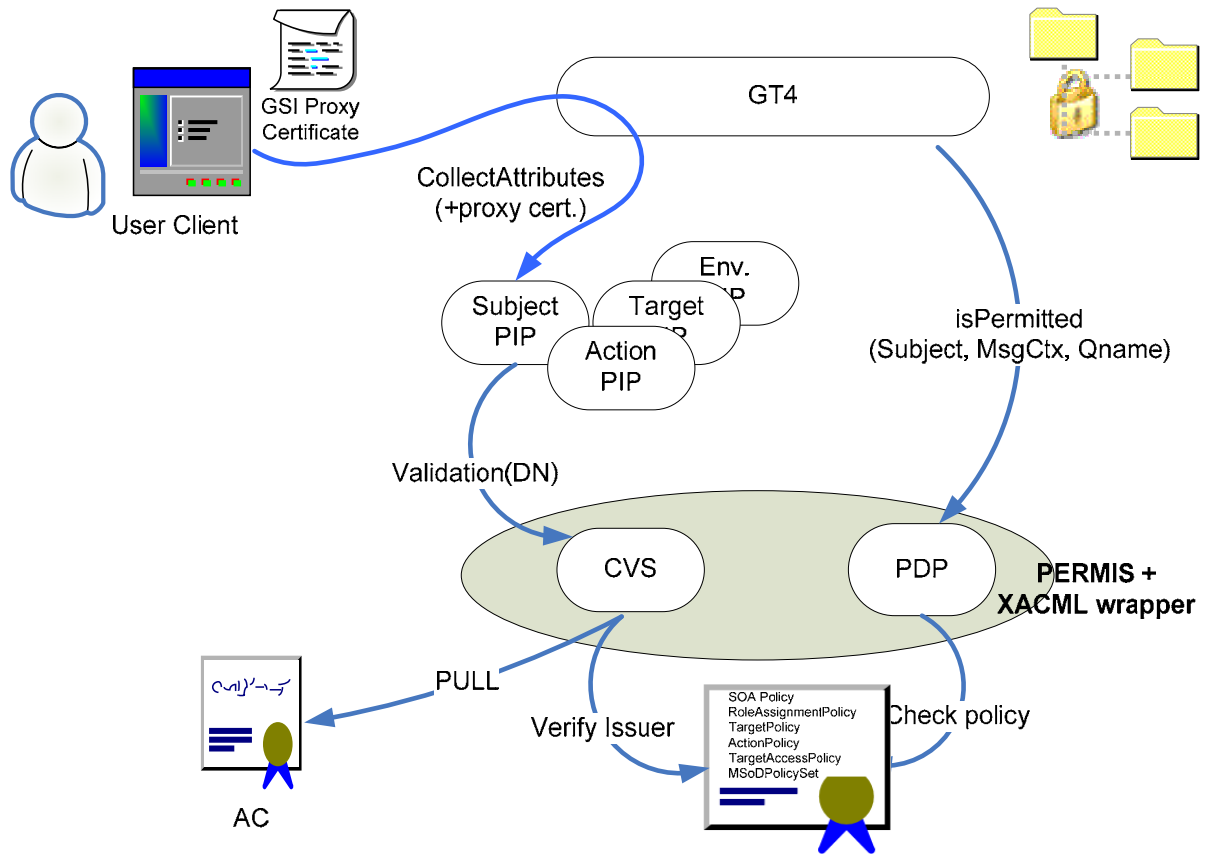 GSI Proxy
Certificate
GT4
User Client
CollectAttributes
(+proxy cert.)
Env.
Subject
PIP
Target
Action
PIP
isPermitted
(Subject, MsgCtx, Qname)
Validation(DN)
CVS
PDP
PERMIS +
XACML wrapper
PULL
Verify Issuer
SOA Policy
RoleAssignmentPolicy
TargetPolicy
ActionPolicy
TargetAccessPolicy
MSoDPolicySet
Check policy
AC